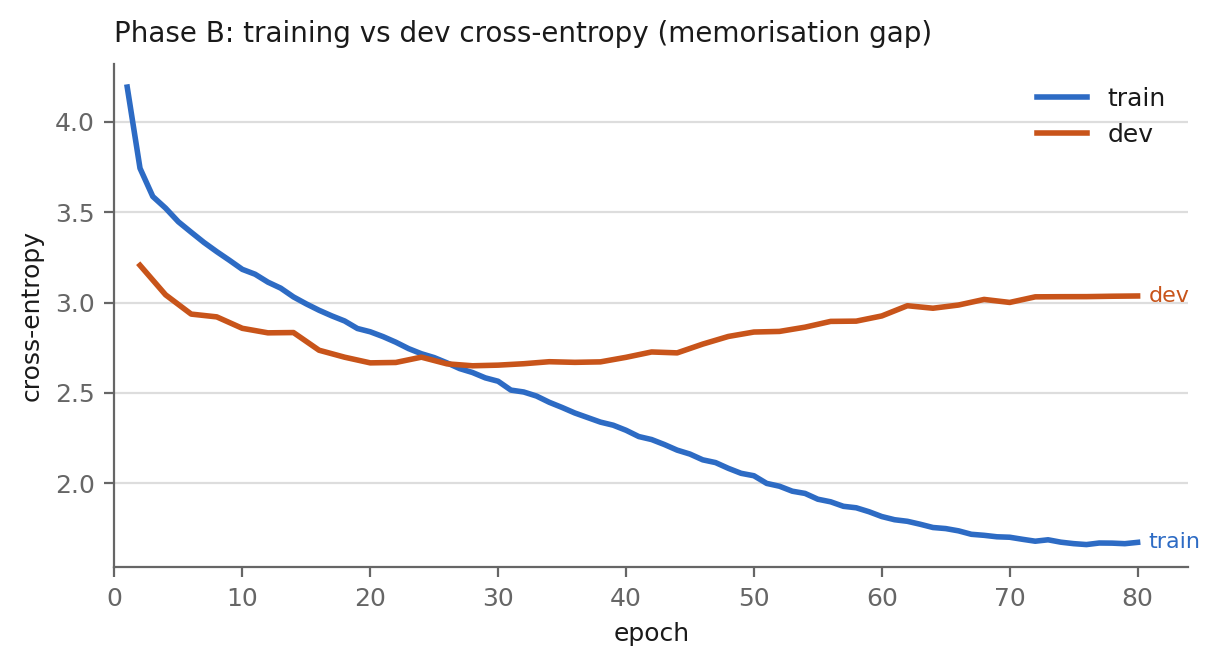 Phase B: training vs dev cross-entropy (memorisation gap)
train
dev
4.0
3.5
3.0
2.5
2.0
cross-entropy
dev
train
0 10 20 30 40 50 60 70 80
epoch